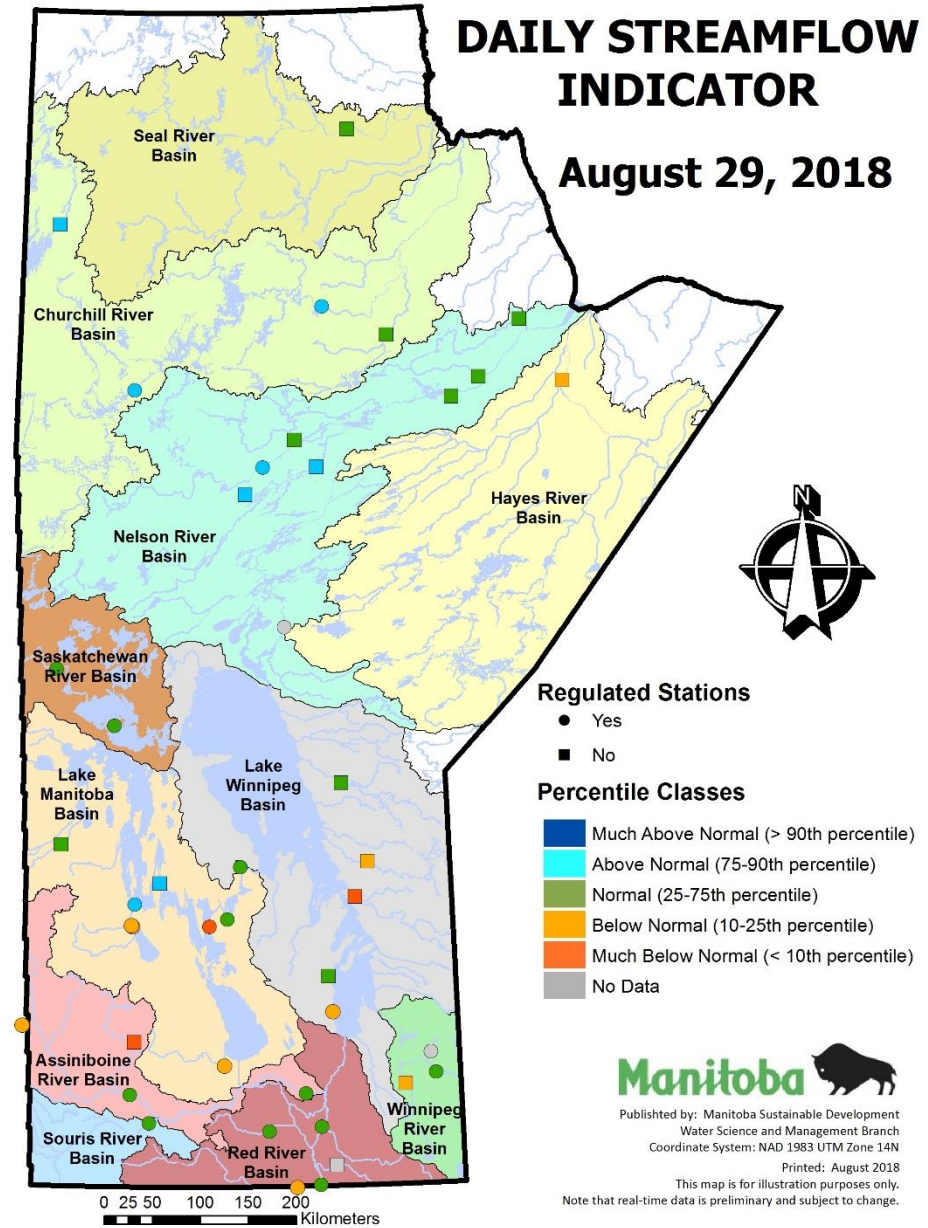 DAILY STREAMFLOW
INDICATOR
August 29, 2018
Seal River
Basin
Churchill River
Basin
Hayes River
Basin
Nelson River
Basin
N
Saskatchewan
River Basin
Lake
Manitoba
Basin
Lake
Winnipeg
Basin
Assiniboine
River Basin
Souris River
Basin
Red River
Basin
Winnipeg
River
Basin
0 25 50 100 150 200
Kilometers
Regulated Stations
Yes
No
Percentile Classes
Much Above Normal (> 90th percentile)
Above Normal (75-90th percentile)
Normal (25-75th percentile)
Below Normal (10-25th percentile)
Much Below Normal (< 10th percentile)
No Data
Manitoba
Publishted by: Manitoba Sustainable Development
Water Science and Management Branch
Coordinate System: NAD 1983 UTM Zone 14N
Printed: August 2018
This map is for illustration purposes only.
Note that real-time data is preliminary and subject to change.